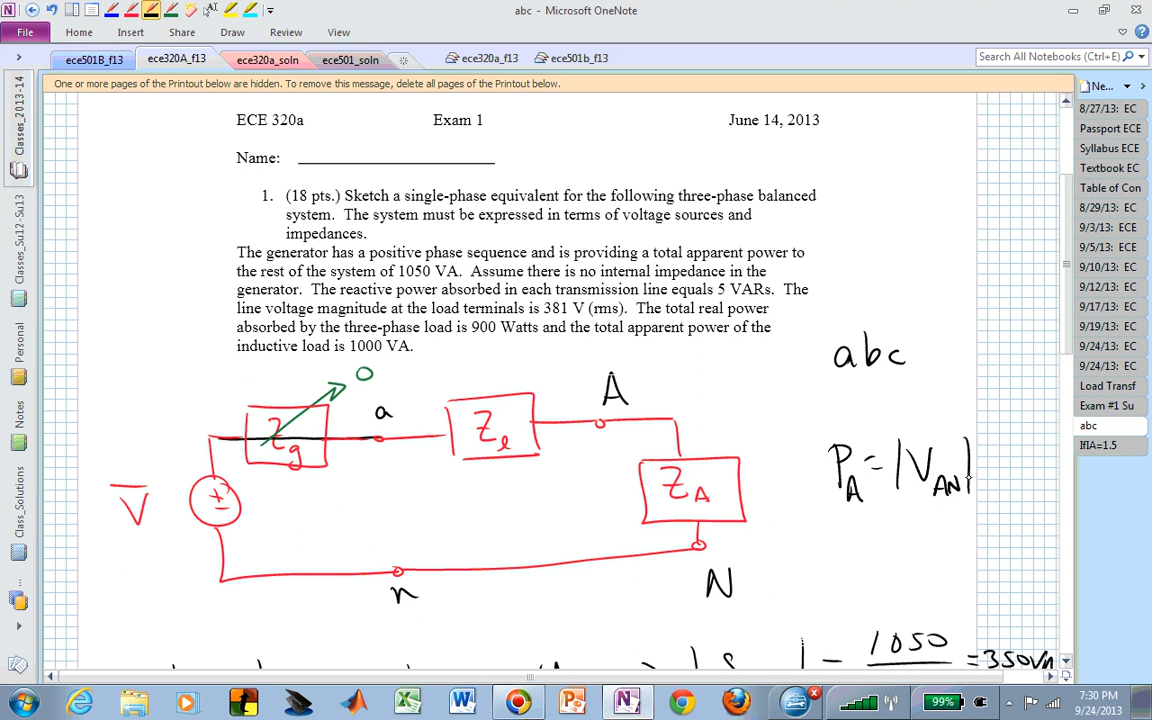 abc - Microsoft OneNote
File Home Insert Share Draw Review View
ece501B_f13 ece320A_f13 ece320a_soln ece501_soln ece320a_f13 ece501b_f13
Search All Notebooks (Ctrl+E)
One or more pages of the Printout below are hidden. To remove this message, delete all pages of the Printout below.
Ne...
8/27/13: EC
Passport ECE
Syllabus ECE
Textbook EC
Table of Con
8/29/13: EC
9/3/13: ECE
9/5/13: ECE
9/10/13: EC
9/12/13: EC
9/17/13: EC
9/19/13: EC
9/24/13: EC
9/24/13: EC
Load Transf
Exam #1 Su
abc
IfIA=1.5
Classes_2013-14
Classes_Su12-Su13
Personal
Notes
Class_Solutions
ECE 320a Exam 1 June 14, 2013
Name:
1. (18 pts.) Sketch a single-phase equivalent for the following three-phase balanced
system. The system must be expressed in terms of voltage sources and
impedances.
The generator has a positive phase sequence and is providing a total apparent power to
the rest of the system of 1050 VA. Assume there is no internal impedance in the
generator. The reactive power absorbed in each transmission line equals 5 VARs. The
line voltage magnitude at the load terminals is 381 V (rms). The total real power
absorbed by the three-phase load is 900 Watts and the total apparent power of the
inductive load is 1000 VA.
abc
0
a
A
Zg
Zl
ZA
PA = |VAN|
V
+
-
n
N
1050
= 350VA
99%
7:30 PM
9/24/2013